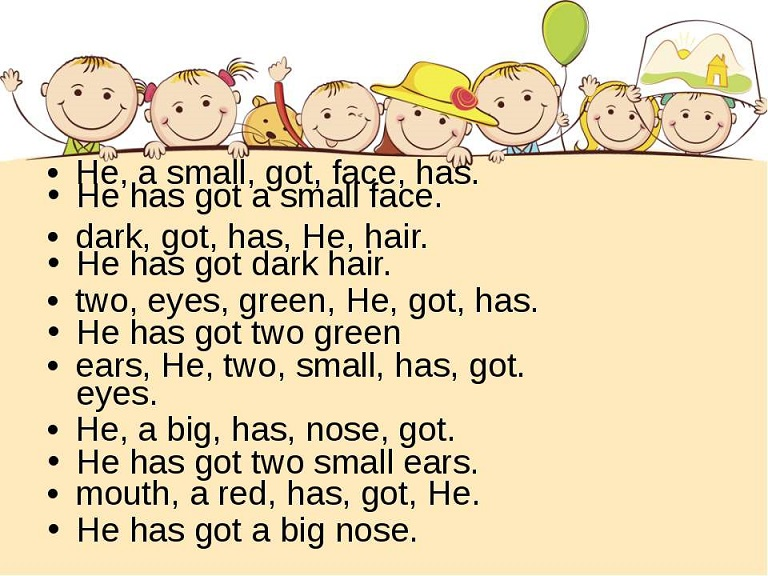 He, a small, got, face, has.
He has got a small face.
dark, got, has, He, hair.
He has got dark hair.
two, eyes, green, He, got, has.
He has got two green
ears, He, two, small, has, got.
eyes.
He, a big, has, nose, got.
He has got two small ears.
mouth, a red, has, got, He.
He has got a big nose.